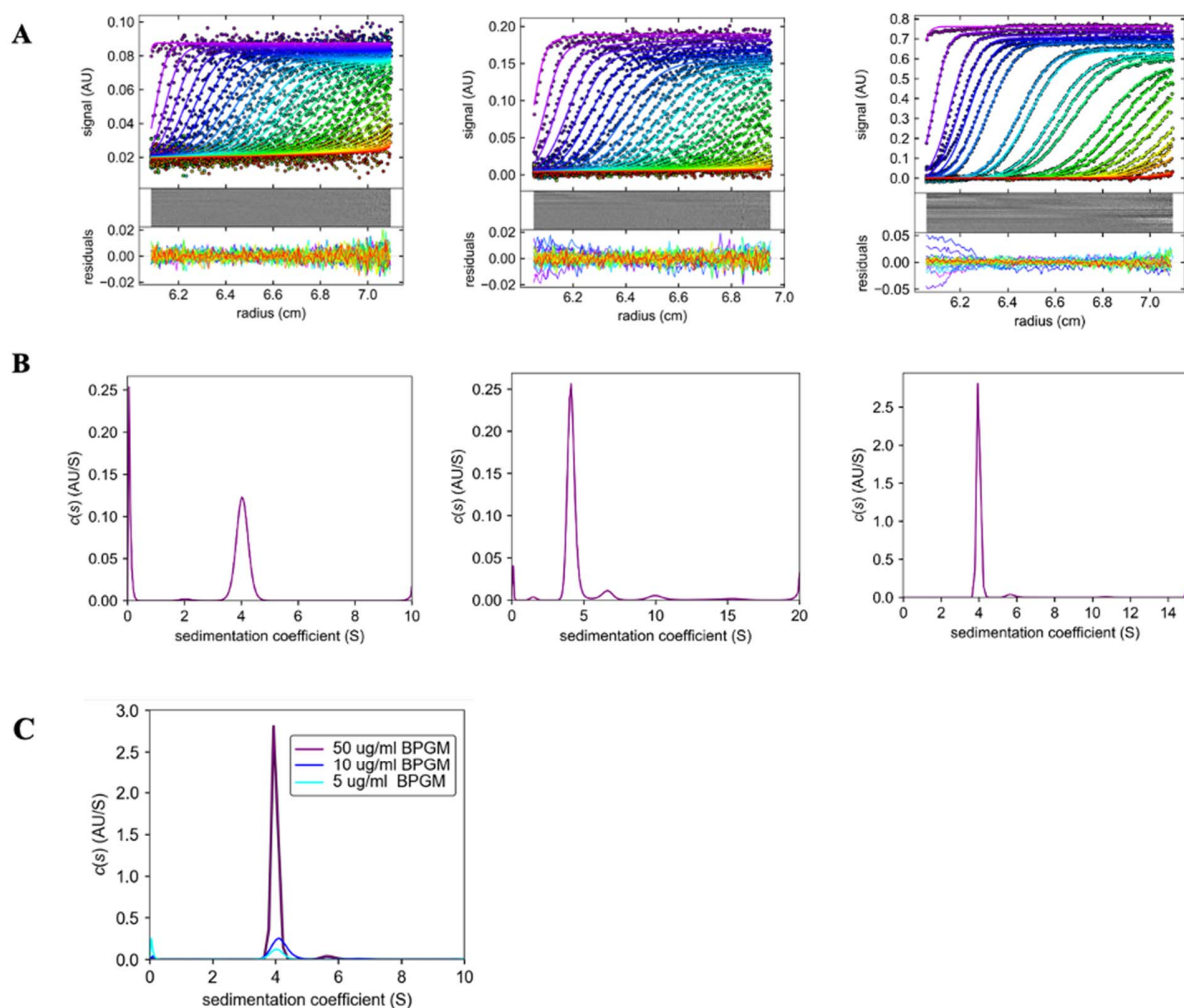 A
signal (AU)
0.10
0.08
0.06
0.04
0.02
residuals
0.02
0.00
−0.02
6.2 6.4 6.6 6.8 7.0
radius (cm)
signal (AU)
0.20
0.15
0.10
0.05
0.00
residuals
0.02
0.00
−0.02
6.2 6.4 6.6 6.8 7.0
radius (cm)
signal (AU)
0.8
0.7
0.6
0.5
0.4
0.3
0.2
0.1
0.0
residuals
0.05
0.00
−0.05
6.2 6.4 6.6 6.8 7.0
radius (cm)
B
c(s) (AU/S)
0.25
0.20
0.15
0.10
0.05
0.00
0 2 4 6 8 10
sedimentation coefficient (S)
c(s) (AU/S)
0.25
0.20
0.15
0.10
0.05
0.00
0 5 10 15 20
sedimentation coefficient (S)
c(s) (AU/S)
2.5
2.0
1.5
1.0
0.5
0.0
0 2 4 6 8 10 12 14
sedimentation coefficient (S)
C
c(s) (AU/S)
3.0
2.5
2.0
1.5
1.0
0.5
0.0
50 ug/ml BPGM
10 ug/ml BPGM
5 ug/ml BPGM
0 2 4 6 8 10
sedimentation coefficient (S)